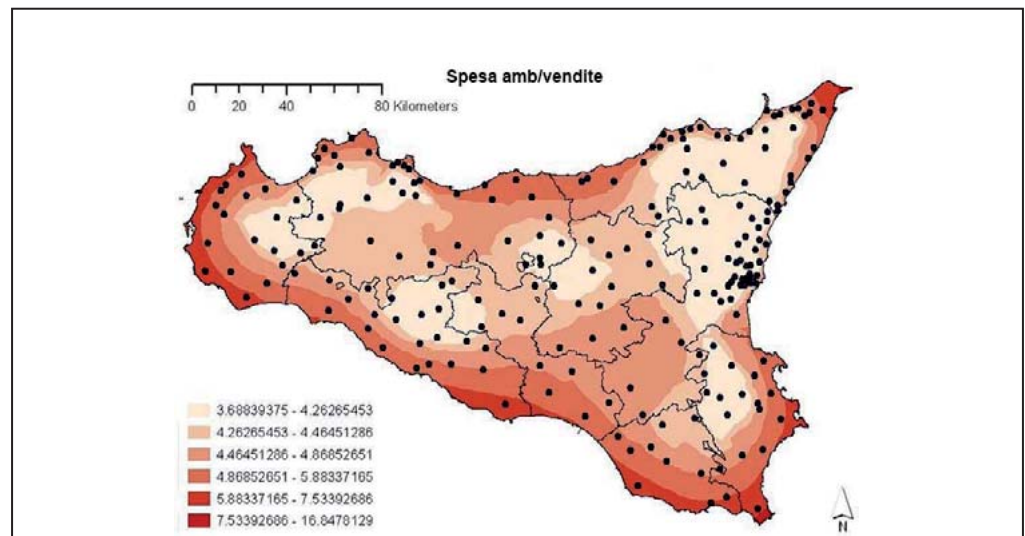 Spesa amb/vendite
0 20 40 80 Kilometers
3.68839375 - 4.26265453
4.26265453 - 4.46451286
4.46451286 - 4.86852651
4.86852651 - 5.88337165
5.88337165 - 7.53392686
7.53392686 - 16.8478129
N